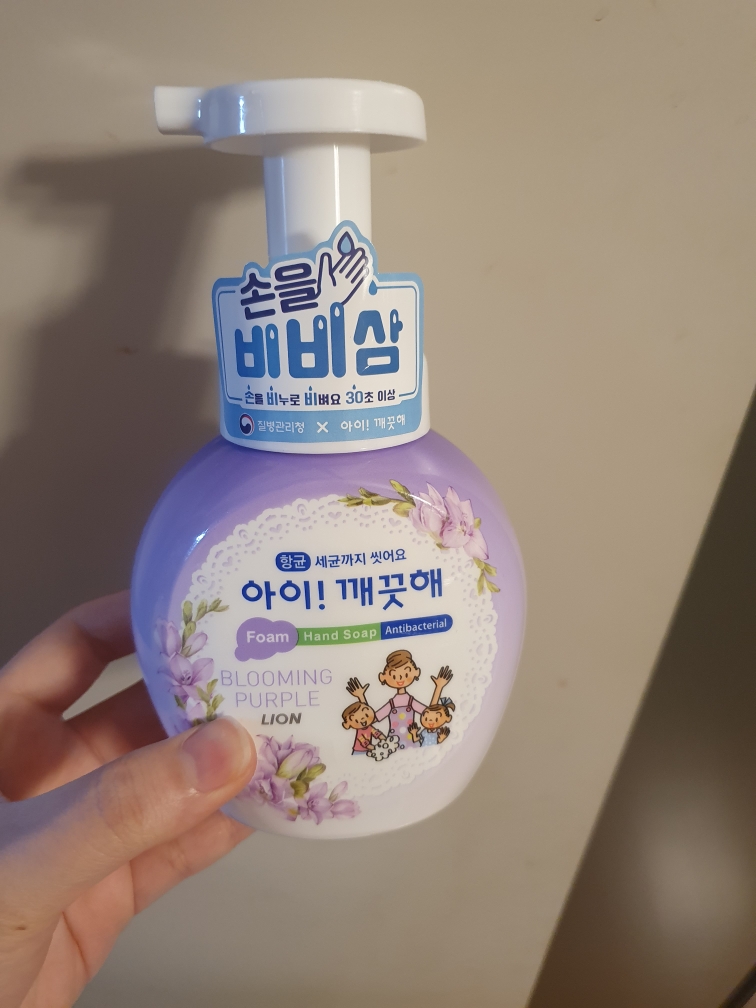 손을
비비삼
손을 비누로 비벼요 30초 이상
질병관리청 X 아이! 깨끗해
항균 세균까지 씻어요
아이! 깨끗해
Foam Hand Soap Antibacterial
BLOOMING
PURPLE
LION